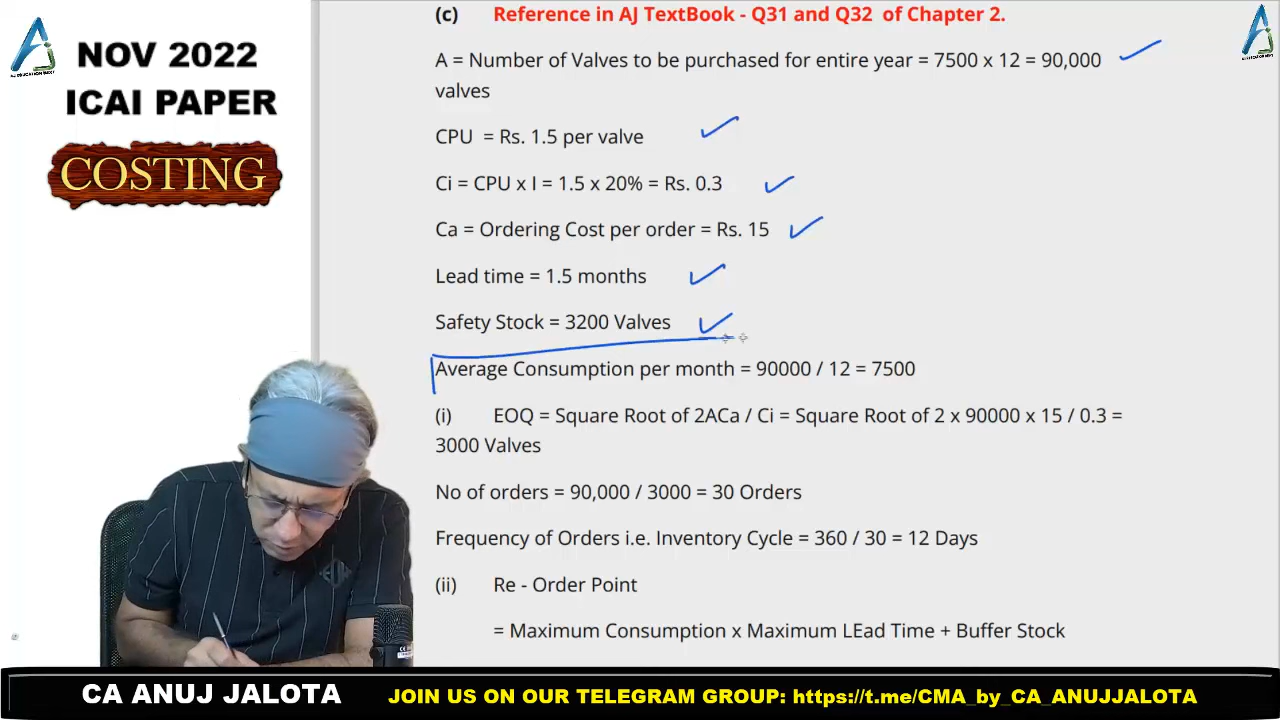 NOV 2022
ICAI PAPER
COSTING
(c) Reference in AJ TextBook - Q31 and Q32 of Chapter 2.
A = Number of Valves to be purchased for entire year = 7500 x 12 = 90,000
valves
CPU = Rs. 1.5 per valve
Ci = CPU x I = 1.5 x 20% = Rs. 0.3
Ca = Ordering Cost per order = Rs. 15
Lead time = 1.5 months
Safety Stock = 3200 Valves
Average Consumption per month = 90000 / 12 = 7500
(i) EOQ = Square Root of 2ACa / Ci = Square Root of 2 x 90000 x 15 / 0.3 =
3000 Valves
No of orders = 90,000 / 3000 = 30 Orders
Frequency of Orders i.e. Inventory Cycle = 360 / 30 = 12 Days
(ii) Re - Order Point
= Maximum Consumption x Maximum LEad Time + Buffer Stock
CA ANUJ JALOTA
JOIN US ON OUR TELEGRAM GROUP: https://t.me/CMA_by_CA_ANUJJALOTA